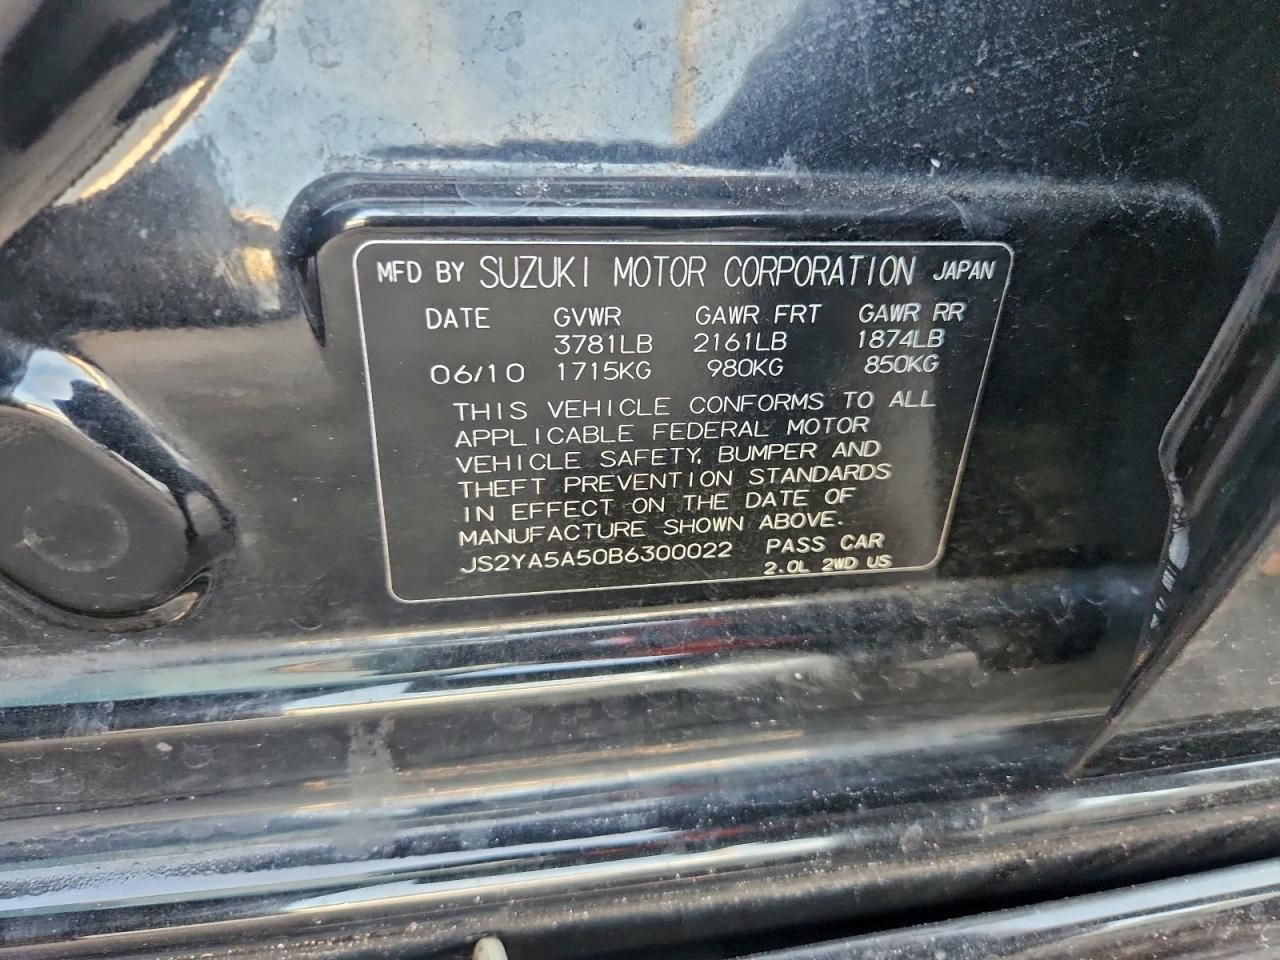 MFD BY SUZUKI MOTOR CORPORATION JAPAN
DATE GVWR GAWR FRT GAWR RR
3781LB 2161LB 1874LB
06/10 1715KG 980KG 850KG
THIS VEHICLE CONFORMS TO ALL
APPLICABLE FEDERAL MOTOR
VEHICLE SAFETY, BUMPER AND
THEFT PREVENTION STANDARDS
IN EFFECT ON THE DATE OF
MANUFACTURE SHOWN ABOVE.
JS2YA5A50B6300022 PASS CAR
2.0L 2WD US